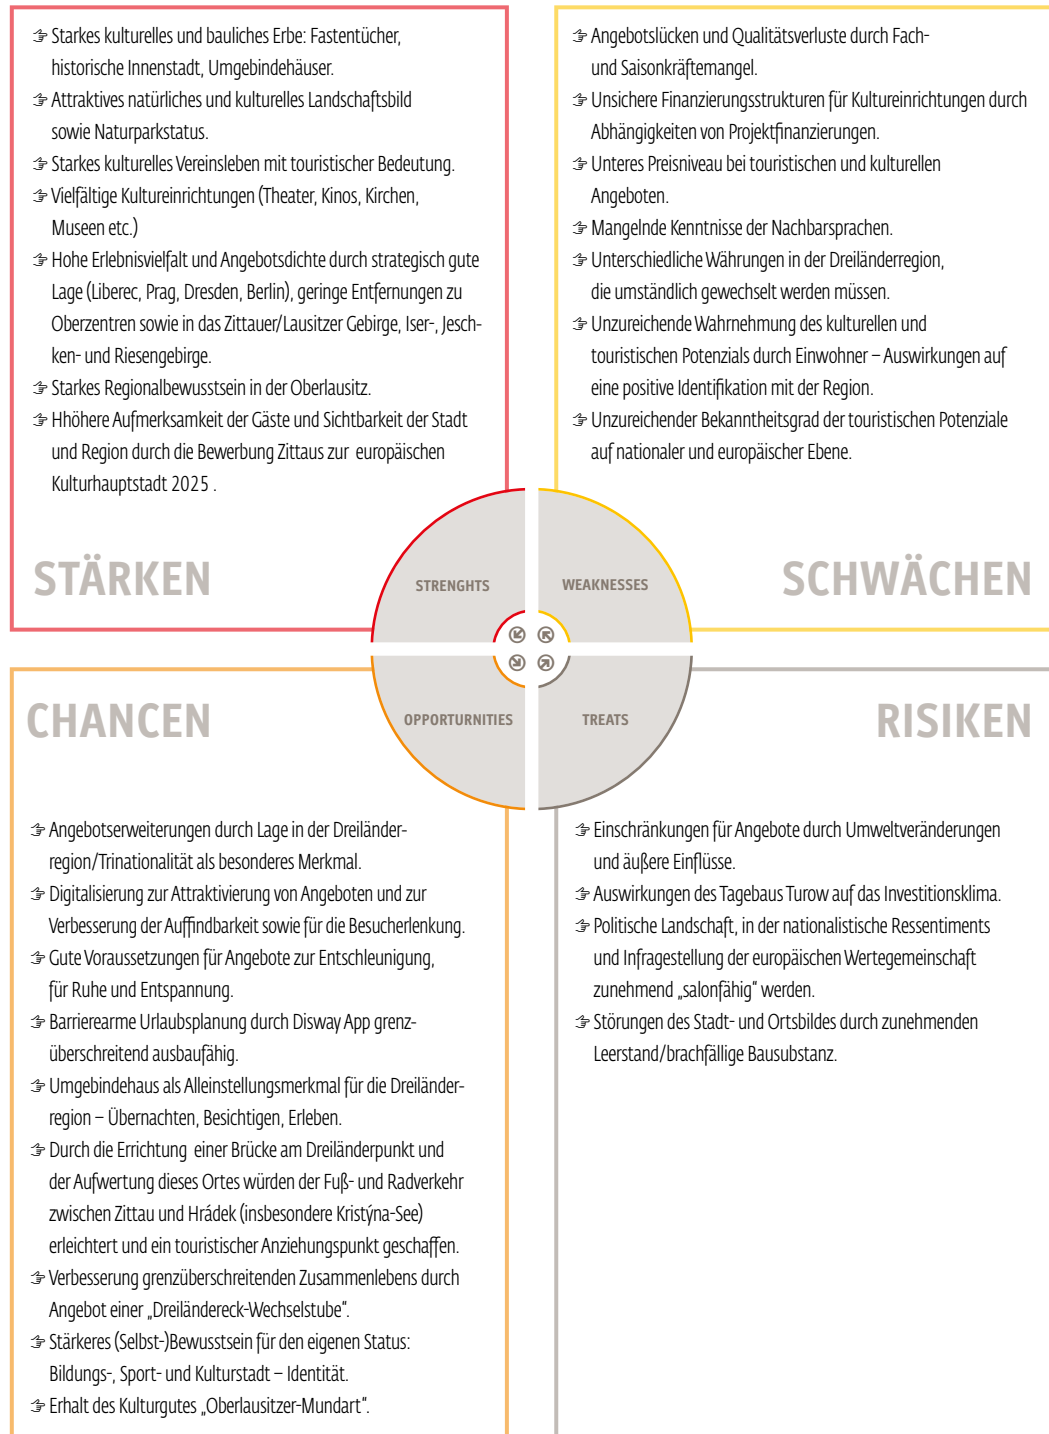 Starkes kulturelles und bauliches Erbe: Fastentücher,
historische Innenstadt, Umgebindehäuser.
Attraktives natürliches und kulturelles Landschaftsbild
sowie Naturparkstatus.
Starkes kulturelles Vereinsleben mit touristischer Bedeutung.
Vielfältige Kultureinrichtungen (Theater, Kinos, Kirchen,
Museen etc.)
Hohe Erlebnisvielfalt und Angebotsdichte durch strategisch gute
Lage (Liberec, Prag, Dresden, Berlin), geringe Entfernungen zu
Oberzentren sowie in das Zittauer/Lausitzer Gebirge, Iser-, Jesch-
ken- und Riesengebirge.
Starkes Regionalbewusstsein in der Oberlausitz.
Hhöhere Aufmerksamkeit der Gäste und Sichtbarkeit der Stadt
und Region durch die Bewerbung Zittaus zur europäischen
Kulturhauptstadt 2025 .
STÄRKEN
STRENGHTS
Angebotslücken und Qualitätsverluste durch Fach-
und Saisonkräftemangel.
Unsichere Finanzierungsstrukturen für Kultureinrichtungen durch
Abhängigkeiten von Projektfinanzierungen.
Unteres Preisniveau bei touristischen und kulturellen
Angeboten.
Mangelnde Kenntnisse der Nachbarsprachen.
Unterschiedliche Währungen in der Dreiländerregion,
die umständlich gewechselt werden müssen.
Unzureichende Wahrnehmung des kulturellen und
touristischen Potenzials durch Einwohner – Auswirkungen auf
eine positive Identifikation mit der Region.
Unzureichender Bekanntheitsgrad der touristischen Potenziale
auf nationaler und europäischer Ebene.
WEAKNESSES
SCHWÄCHEN
CHANCEN
OPPORTURNITIES
Angebotserweiterungen durch Lage in der Dreiländer-
region/Trinationalität als besonderes Merkmal.
Digitalisierung zur Attraktivierung von Angeboten und zur
Verbesserung der Auffindbarkeit sowie für die Besucherlenkung.
Gute Voraussetzungen für Angebote zur Entschleunigung,
für Ruhe und Entspannung.
Barrierearme Urlaubsplanung durch Disway App grenz-
überschreitend ausbaufähig.
Umgebindehaus als Alleinstellungsmerkmal für die Dreiländer-
region – Übernachten, Besichtigen, Erleben.
Durch die Errichtung einer Brücke am Dreiländerpunkt und
der Aufwertung dieses Ortes würden der Fuß- und Radverkehr
zwischen Zittau und Hrádek (insbesondere Kristýna-See)
erleichtert und ein touristischer Anziehungspunkt geschaffen.
Verbesserung grenzüberschreitenden Zusammenlebens durch
Angebot einer „Dreiländereck-Wechselstube“.
Stärkeres (Selbst-)Bewusstsein für den eigenen Status:
Bildungs-, Sport- und Kulturstadt – Identität.
Erhalt des Kulturgutes „Oberlausitzer-Mundart“.
TREATS
RISIKEN
Einschränkungen für Angebote durch Umweltveränderungen
und äußere Einflüsse.
Auswirkungen des Tagebaus Turow auf das Investitionsklima.
Politische Landschaft, in der nationalistische Ressentiments
und Infragestellung der europäischen Wertegemeinschaft
zunehmend „salonfähig“ werden.
Störungen des Stadt- und Ortsbildes durch zunehmenden
Leerstand/brachfällige Bausubstanz.